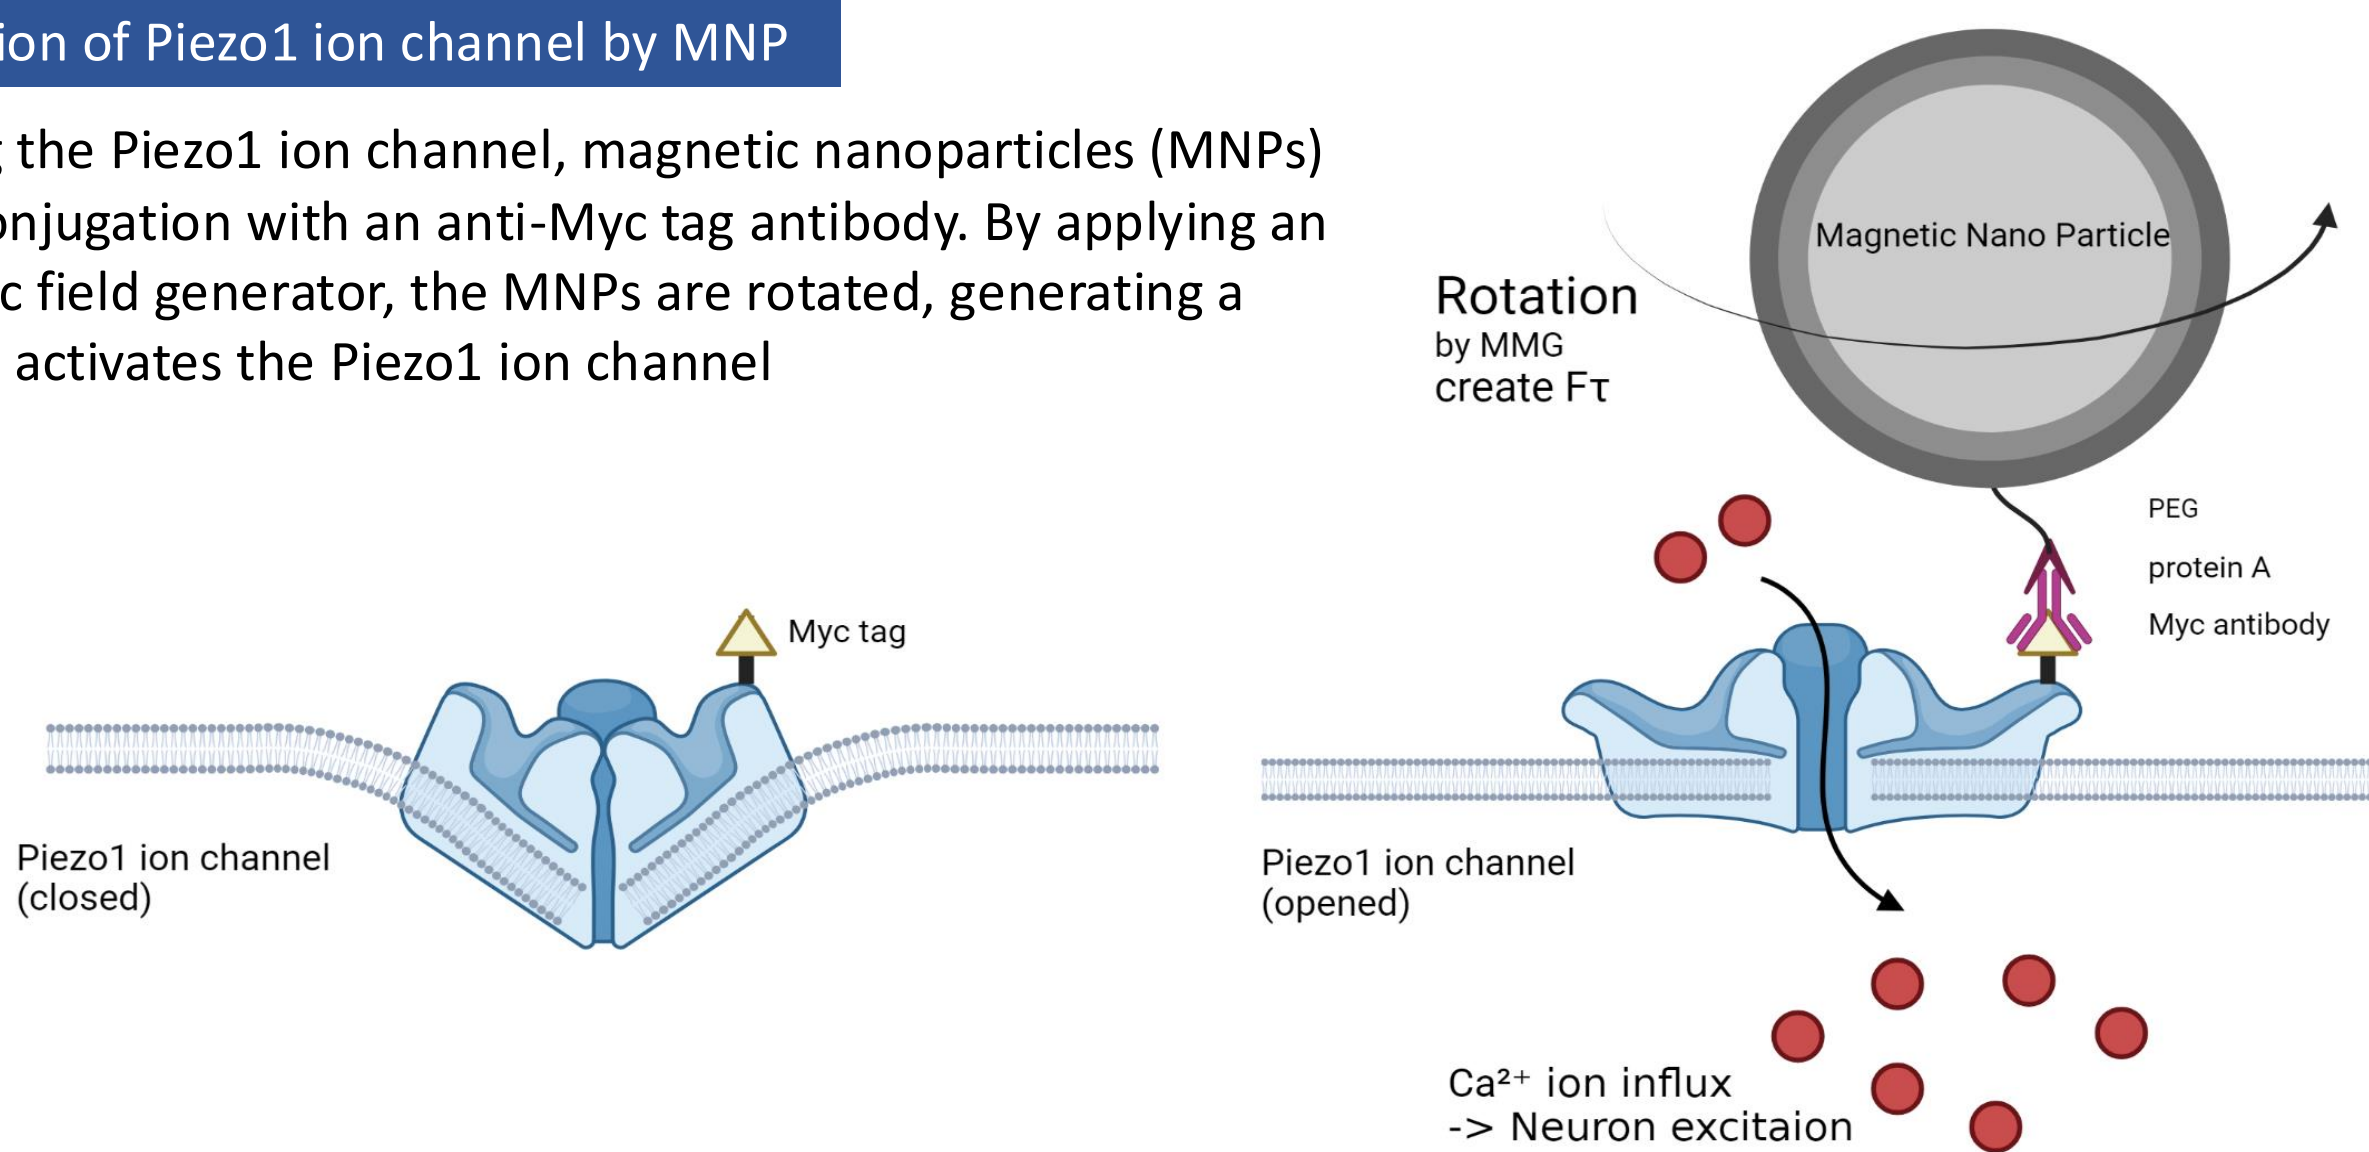 ion of Piezo1 ion channel by MNP
the Piezo1 ion channel, magnetic nanoparticles (MNPs)
onjugation with an anti-Myc tag antibody. By applying an
c field generator, the MNPs are rotated, generating a
activates the Piezo1 ion channel
Magnetic Nano Particle
Rotation
by MMG
create Fτ
PEG
protein A
Myc antibody
Myc tag
Piezo1 ion channel
(closed)
Piezo1 ion channel
(opened)
Ca²⁺ ion influx
-> Neuron excitaion